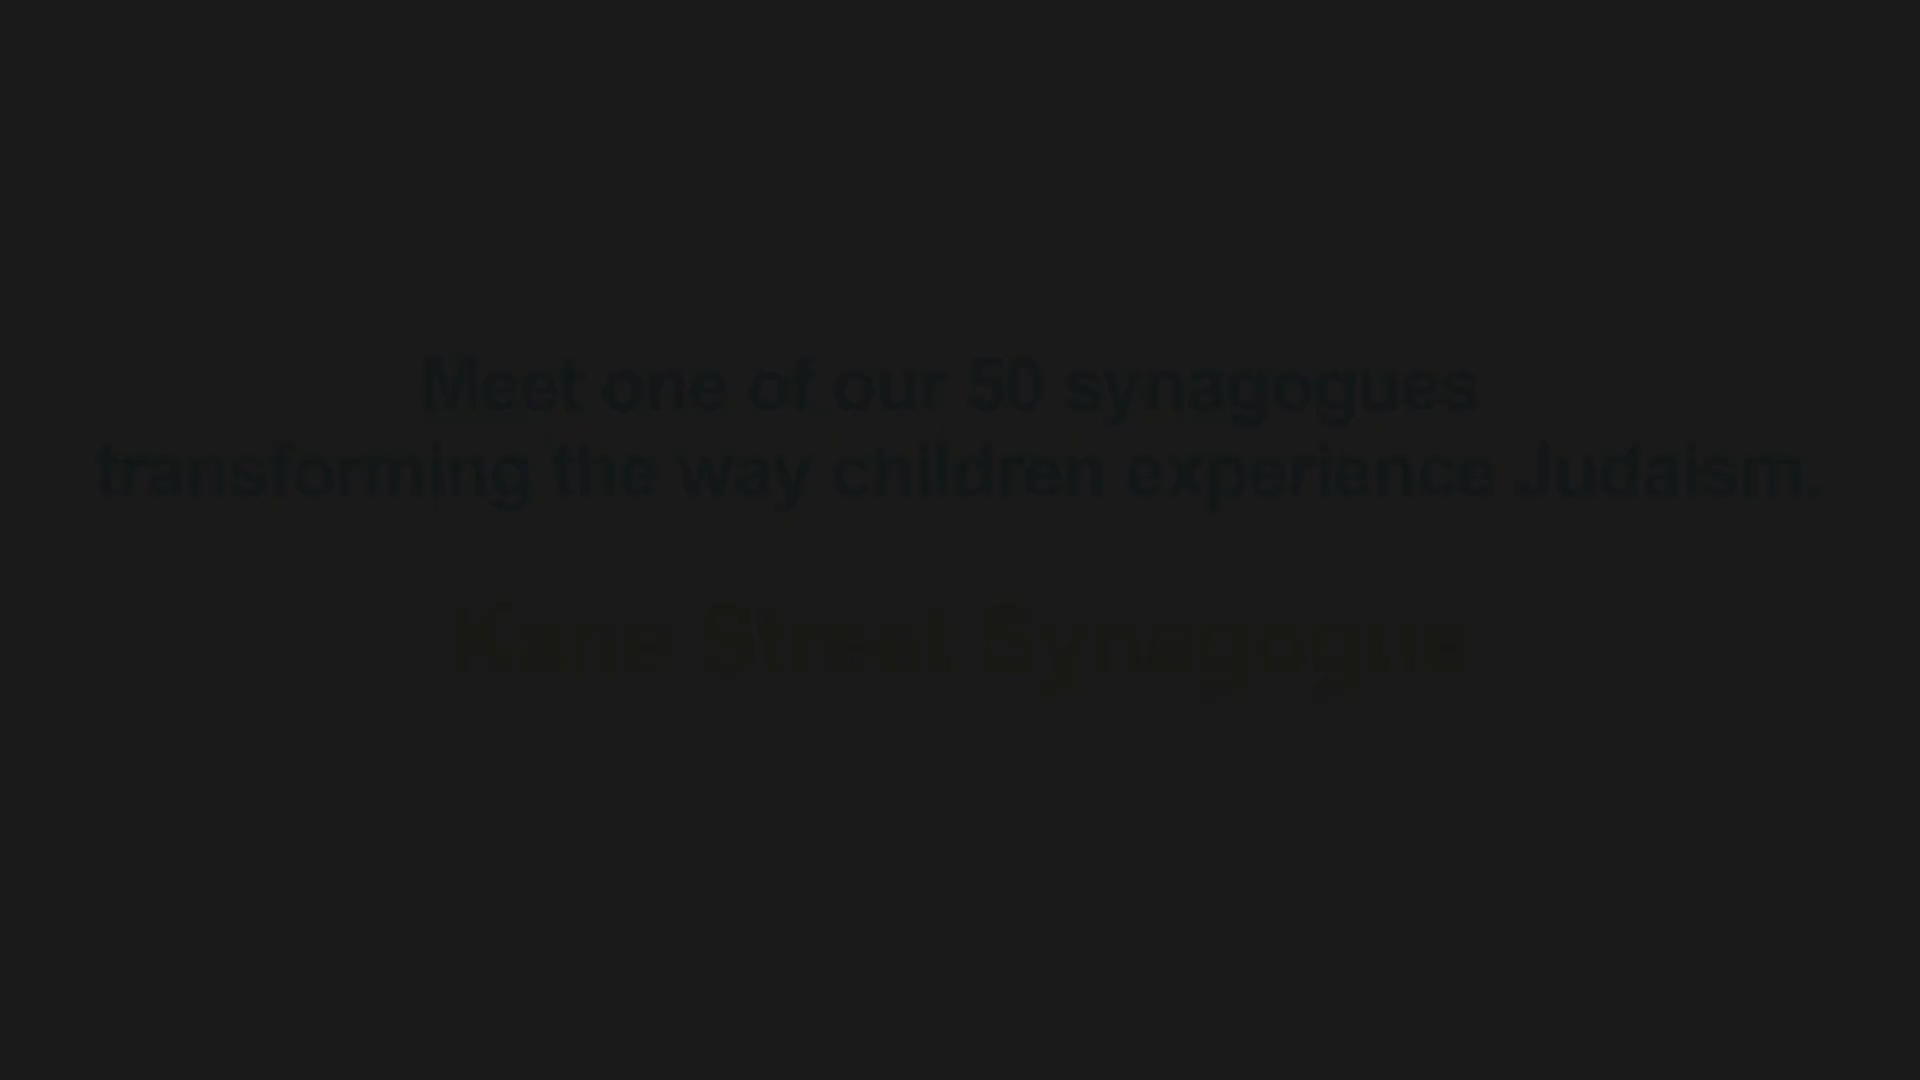 Meet one of our 50 synagogues
transforming the way children experience Judaism.
Kane Street Synagogue